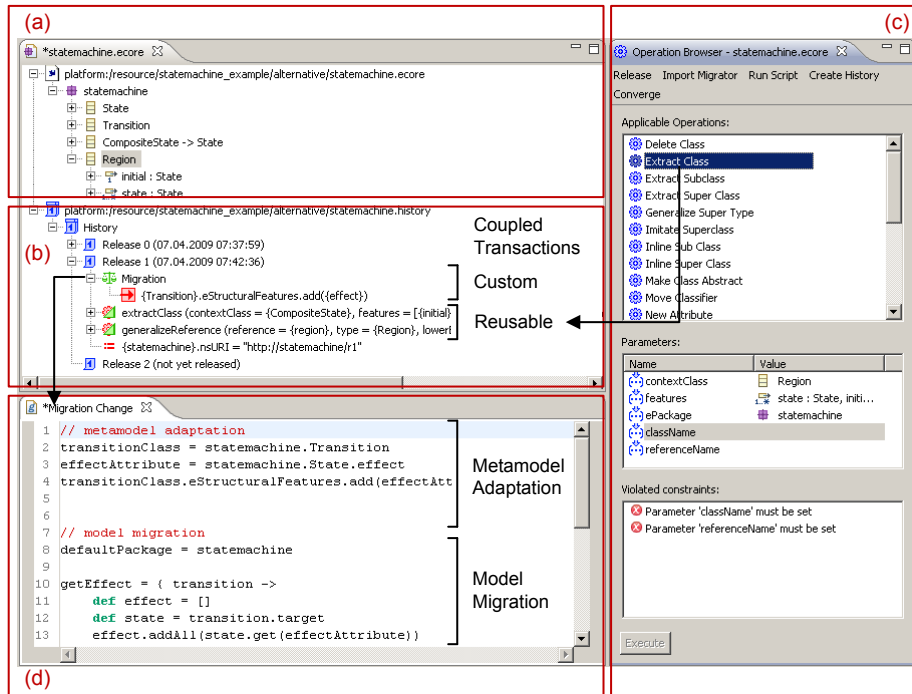 (a)
*statemachine.ecore
platform:/resource/statemachine_example/alternative/statemachine.ecore
statemachine
State
Transition
CompositeState -> State
Region
initial : State
state : State
(b)
platform:/resource/statemachine_example/alternative/statemachine.history
History
Release 0 (07.04.2009 07:37:59)
Release 1 (07.04.2009 07:42:36)
Migration
{Transition}.eStructuralFeatures.add({effect})
extractClass (contextClass = {CompositeState}, features = [{initial}
generalizeReference (reference = {region}, type = {Region}, lowerB
{statemachine}.nsURI = "http://statemachine/r1"
Release 2 (not yet released)
Coupled
Transactions
Custom
Reusable
*Migration Change
1 // metamodel adaptation
2 transitionClass = statemachine.Transition
3 effectAttribute = statemachine.State.effect
4 transitionClass.eStructuralFeatures.add(effectAtt
5
6
7 // model migration
8 defaultPackage = statemachine
9
10 getEffect = { transition ->
11 def effect = []
12 def state = transition.target
13 effect.addAll(state.get(effectAttribute))
Metamodel
Adaptation
Model
Migration
(d)
(c)
Operation Browser - statemachine.ecore
Release Import Migrator Run Script Create History
Converge
Applicable Operations:
Delete Class
Extract Class
Extract Subclass
Extract Super Class
Generalize Super Type
Imitate Superclass
Inline Sub Class
Inline Super Class
Make Class Abstract
Move Classifier
New Attribute
Parameters:
Name Value
contextClass Region
features state : State, initi...
ePackage statemachine
className
referenceName
Violated constraints:
Parameter 'className' must be set
Parameter 'referenceName' must be set
Execute